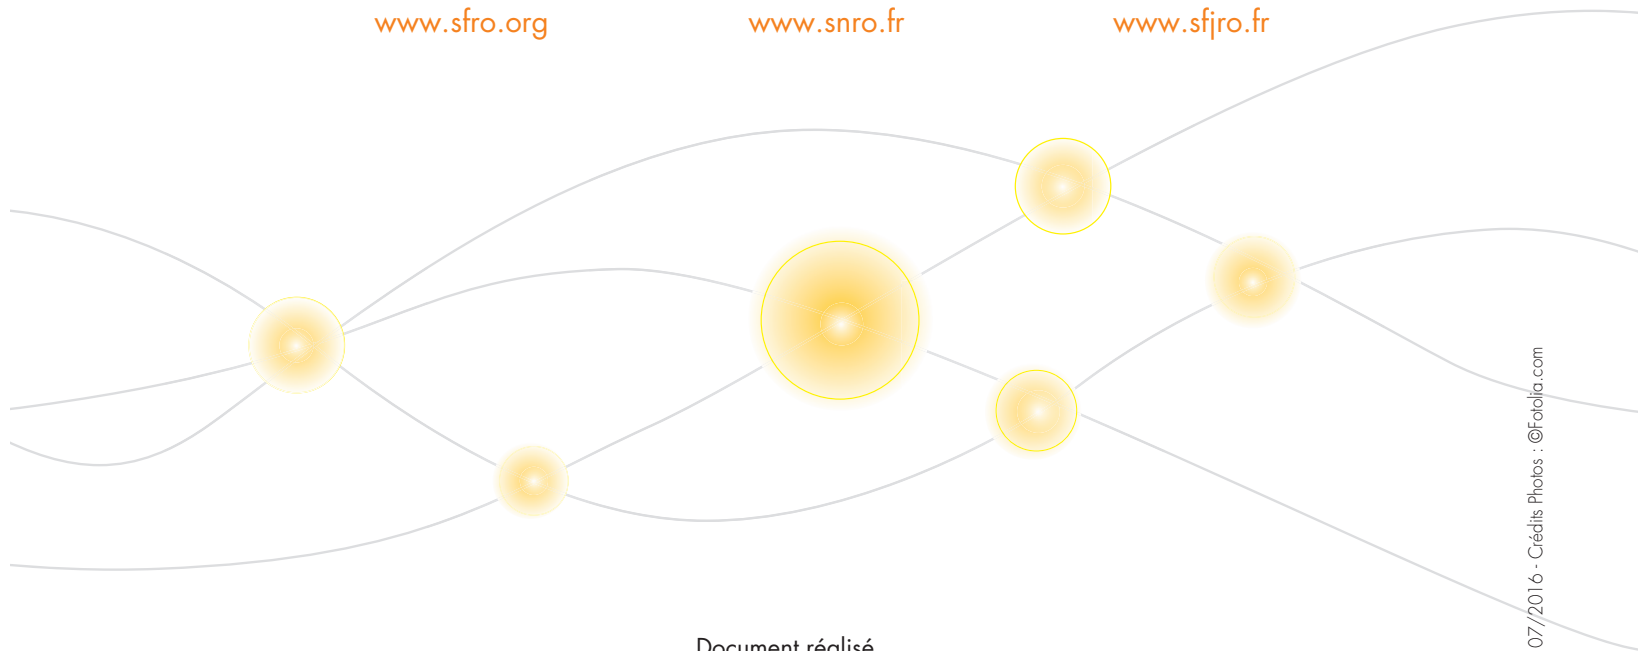 www.sfro.org www.snro.fr www.sfjro.fr
07/2016 - Crédits Photos : ©Fotolia.com
Document réalisé